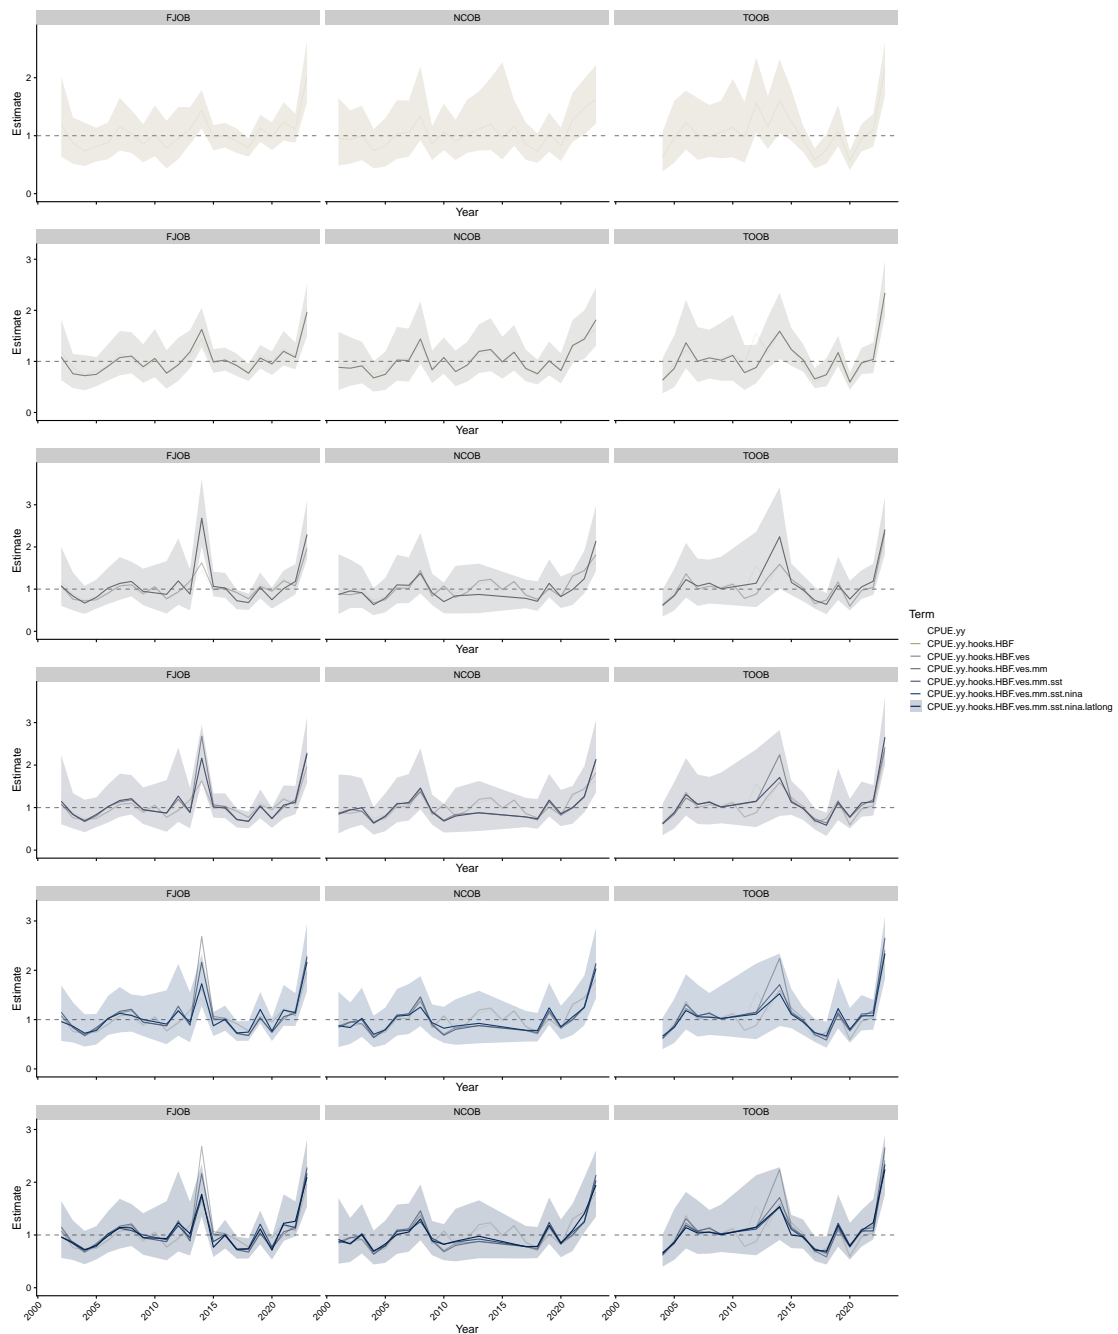 FJOB NCOB TOOB
2
1
0
Estimate
Year
FJOB NCOB TOOB
3
2
1
0
Estimate
Year
FJOB NCOB TOOB
3
2
1
0
Estimate
Year
FJOB NCOB TOOB
3
2
1
0
Estimate
Year
FJOB NCOB TOOB
3
2
1
0
Estimate
Year
FJOB NCOB TOOB
3
2
1
0
Estimate
2000 2005 2010 2015 2020 2000 2005 2010 2015 2020 2000 2005 2010 2015 2020
Year
Term
CPUE.yy
CPUE.yy.hooks.HBF
CPUE.yy.hooks.HBF.ves
CPUE.yy.hooks.HBF.ves.mm
CPUE.yy.hooks.HBF.ves.mm.sst
CPUE.yy.hooks.HBF.ves.mm.sst.nina
CPUE.yy.hooks.HBF.ves.mm.sst.nina.latlong